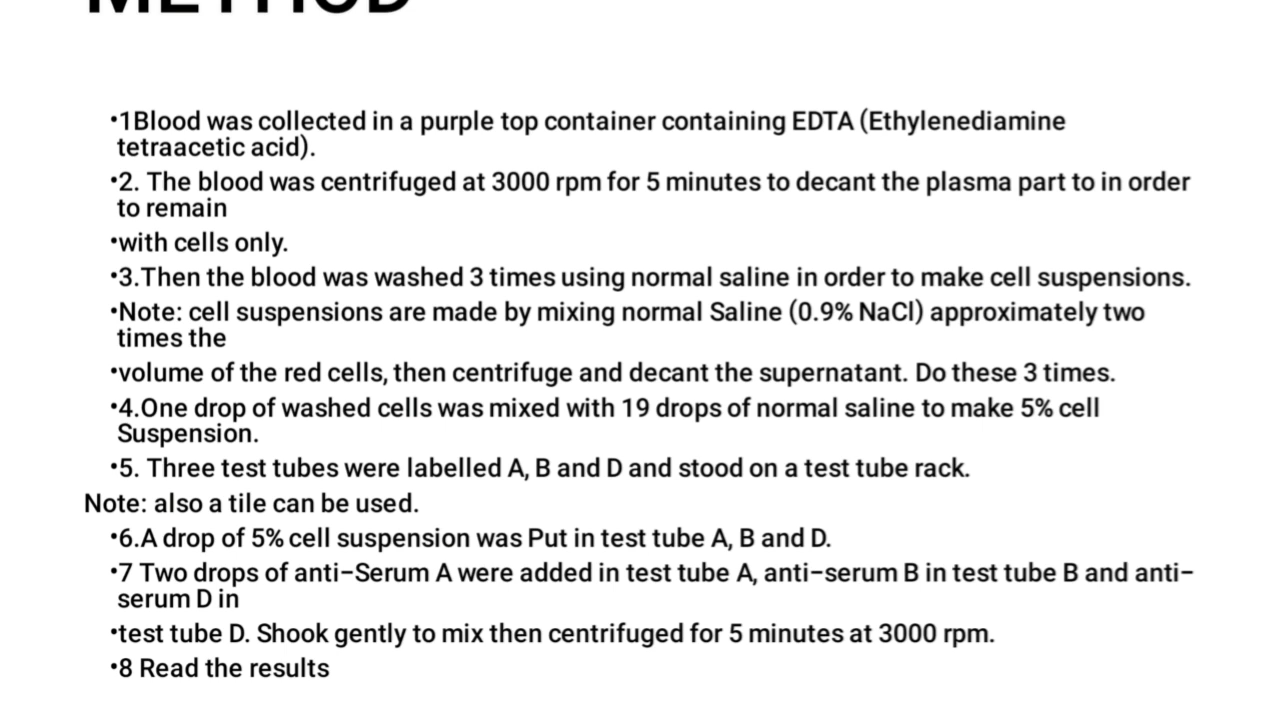 METHOD
•1Blood was collected in a purple top container containing EDTA (Ethylenediamine
tetraacetic acid).
•2. The blood was centrifuged at 3000 rpm for 5 minutes to decant the plasma part to in order
to remain
•with cells only.
•3.Then the blood was washed 3 times using normal saline in order to make cell suspensions.
•Note: cell suspensions are made by mixing normal Saline (0.9% NaCl) approximately two
times the
•volume of the red cells, then centrifuge and decant the supernatant. Do these 3 times.
•4.One drop of washed cells was mixed with 19 drops of normal saline to make 5% cell
Suspension.
•5. Three test tubes were labelled A, B and D and stood on a test tube rack.
Note: also a tile can be used.
•6.A drop of 5% cell suspension was Put in test tube A, B and D.
•7 Two drops of anti-Serum A were added in test tube A, anti-serum B in test tube B and anti-
serum D in
•test tube D. Shook gently to mix then centrifuged for 5 minutes at 3000 rpm.
•8 Read the results